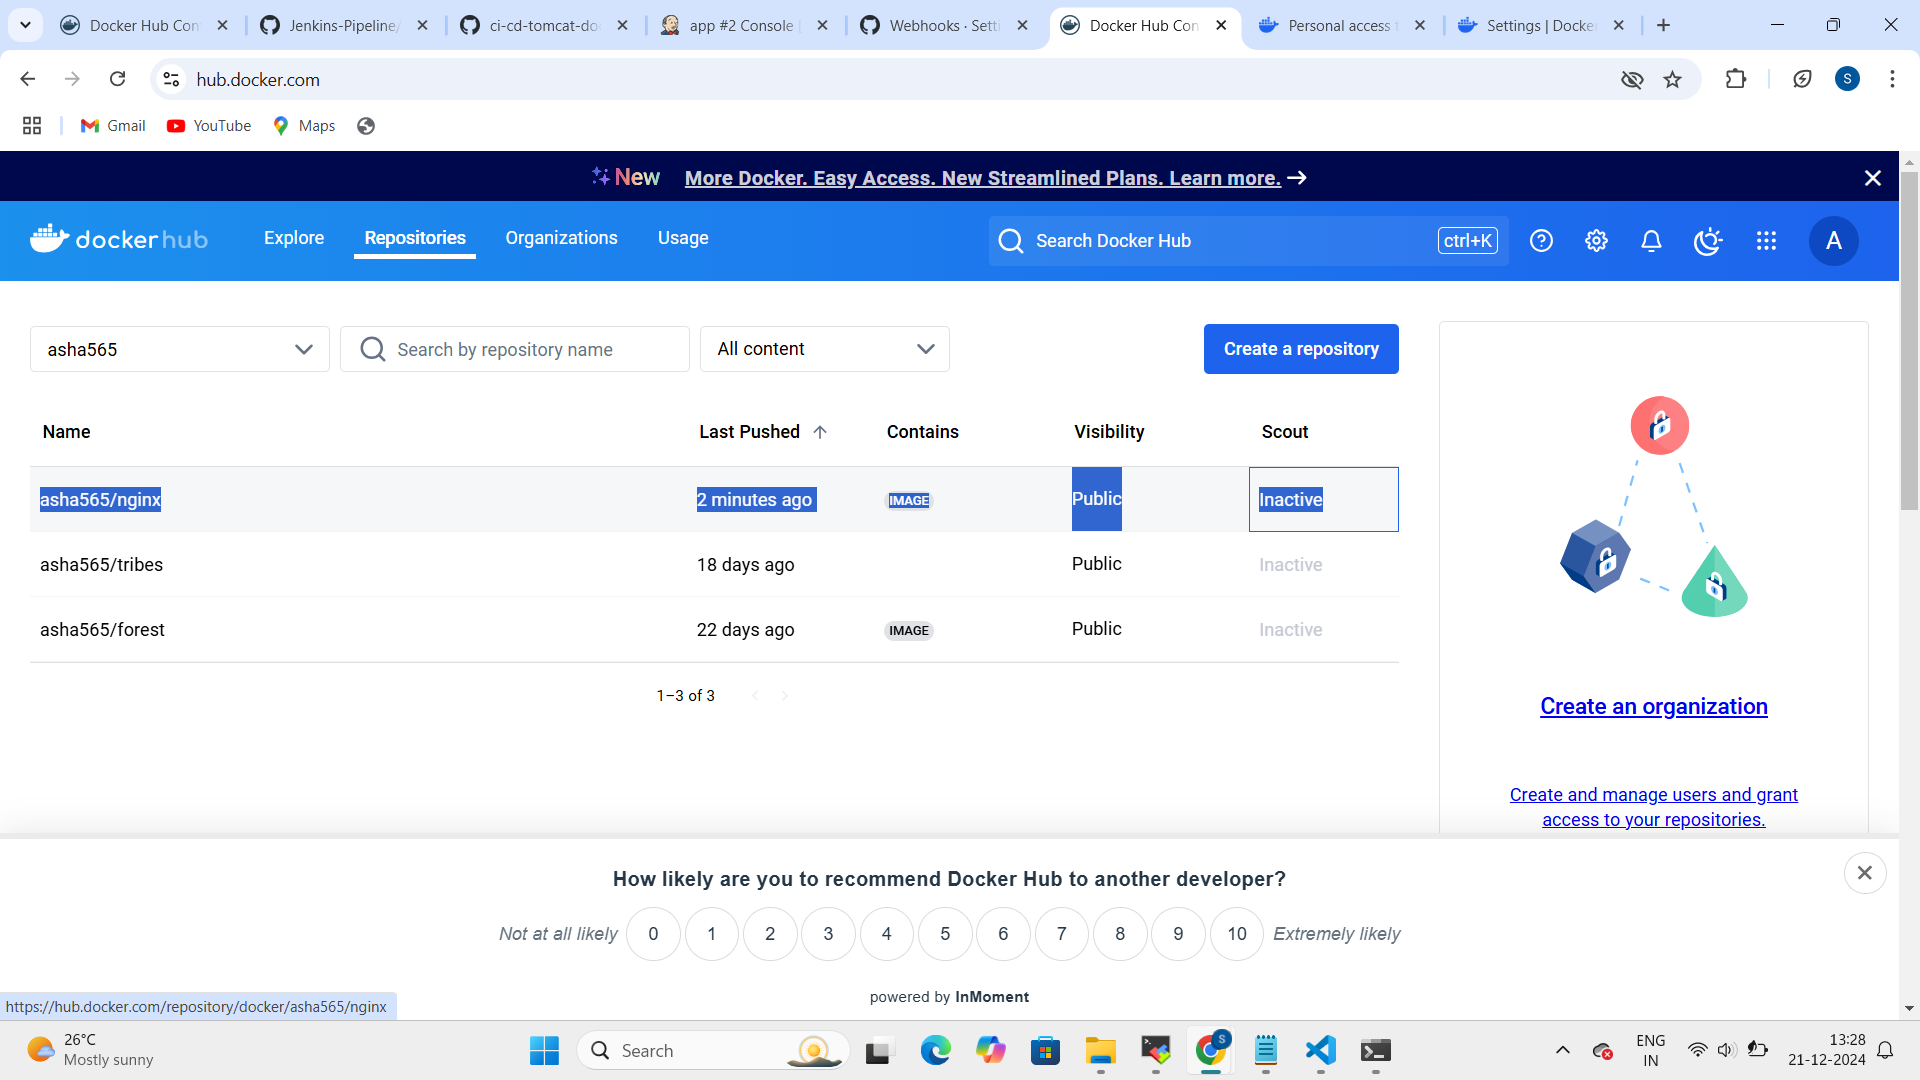 Docker Hub Con
Jenkins-Pipeline/
ci-cd-tomcat-do
app #2 Console
Webhooks · Setti
Docker Hub Con
Personal access t
Settings | Docker
hub.docker.com
S
Gmail
YouTube
Maps
New
More Docker. Easy Access. New Streamlined Plans. Learn more.
dockerhub
Explore
Repositories
Organizations
Usage
Search Docker Hub
ctrl+K
A
asha565
Search by repository name
All content
Create a repository
Name
Last Pushed
Contains
Visibility
Scout
asha565/nginx
2 minutes ago
IMAGE
Public
Inactive
asha565/tribes
18 days ago
Public
Inactive
asha565/forest
22 days ago
IMAGE
Public
Inactive
1–3 of 3
Create an organization
Create and manage users and grant
access to your repositories.
How likely are you to recommend Docker Hub to another developer?
Not at all likely
0
1
2
3
4
5
6
7
8
9
10
Extremely likely
powered by InMoment
https://hub.docker.com/repository/docker/asha565/nginx
26°C
Mostly sunny
Search
S
ENG
IN
13:28
21-12-2024